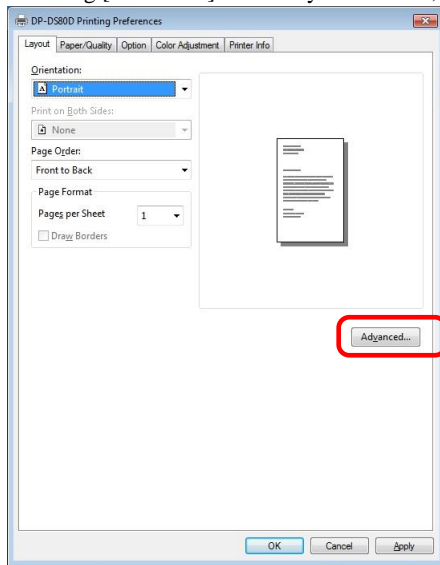 DP-DS80D Printing Preferences
Layout Paper/Quality Option Color Adjustment Printer Info
Orientation:
Portrait
Print on Both Sides:
None
Page Order:
Front to Back
Page Format
Pages per Sheet 1
Draw Borders
Advanced...
OK Cancel Apply